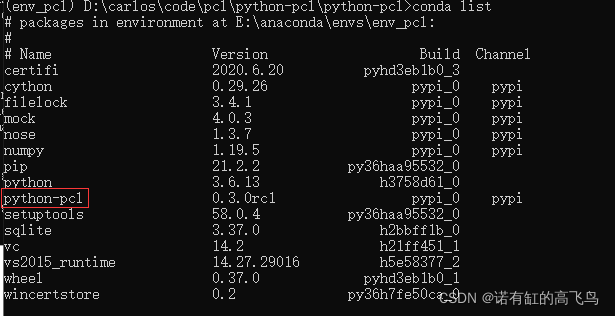 (env_pcl) D:\carlos\code\pcl\python-pcl\python-pcl>conda list
# packages in environment at E:\anaconda\envs\env_pcl:
#
# Name Version Build Channel
certifi 2020.6.20 pyhd3eb1b0_3
cython 0.29.26 pypi_0 pypi
filelock 3.4.1 pypi_0 pypi
mock 4.0.3 pypi_0 pypi
nose 1.3.7 pypi_0 pypi
numpy 1.19.5 pypi_0 pypi
pip 21.2.2 py36haa95532_0
python 3.6.13 h3758d61_0
python-pcl 0.3.0rc1 pypi_0 pypi
setuptools 58.0.4 py36haa95532_0
sqlite 3.37.0 h2bbff1b_0
vc 14.2 h21ff451_1
vs2015_runtime 14.27.29016 h5e58377_2
wheel 0.37.0 pyhd3eb1b0_1
wincertstore 0.2 py36h7fe50ca_0
CSDN @诺有缸的高飞鸟